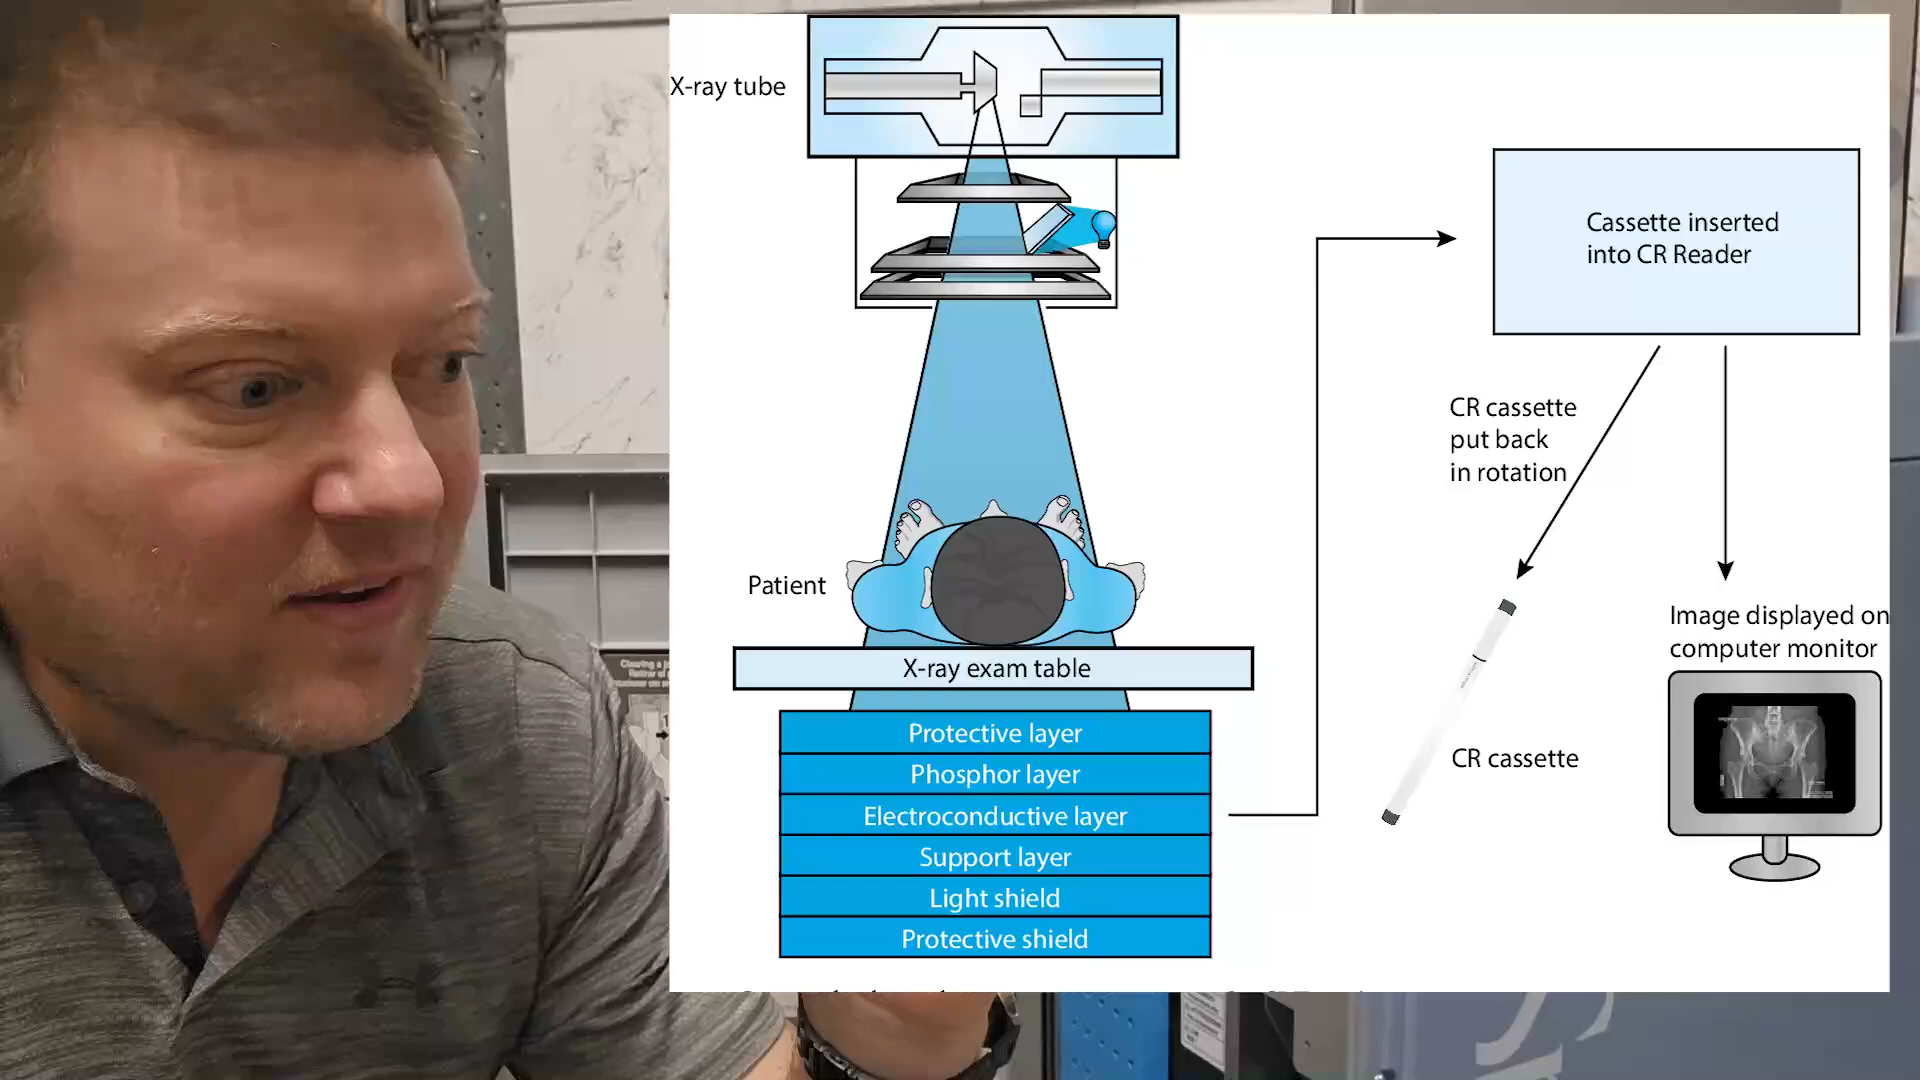 X-ray tube
Cassette inserted
into CR Reader
CR cassette
put back
in rotation
Patient
Image displayed on
computer monitor
X-ray exam table
CR cassette
Protective layer
Phosphor layer
Electroconductive layer
Support layer
Light shield
Protective shield